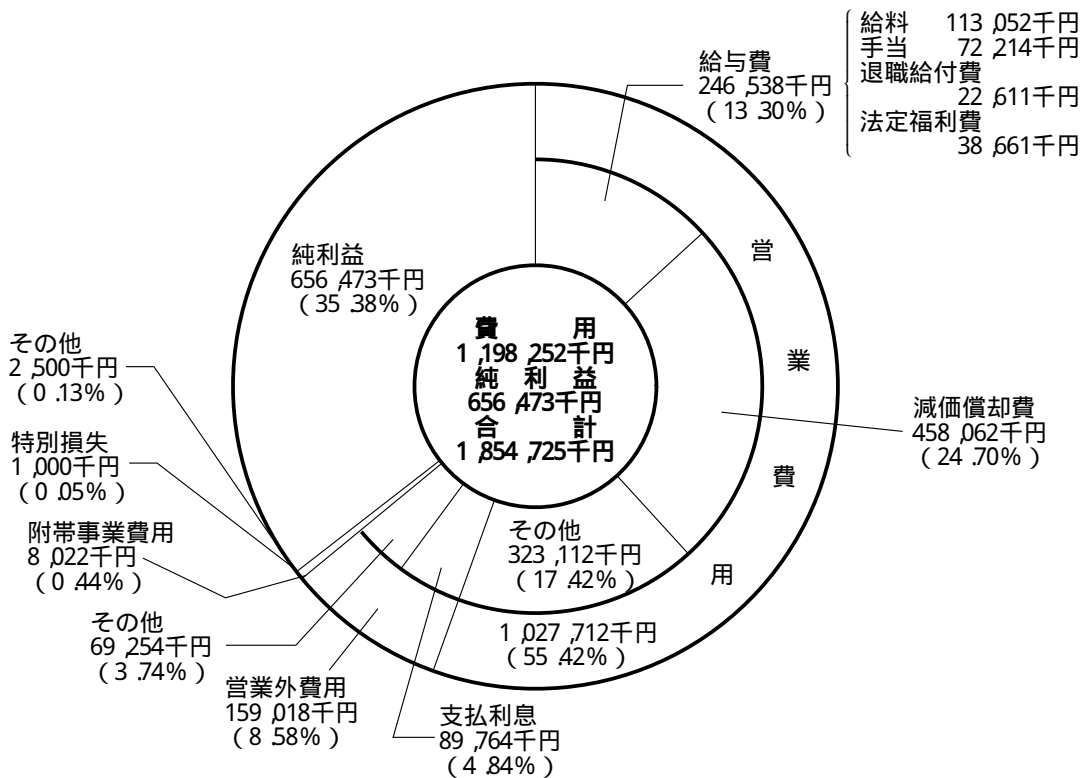 給料 113,052千円
手当 72,214千円
退職給付費
22,611千円
法定福利費
38,661千円
給与費
246,538千円
(13.30%)
営業費用
純利益
656,473千円
(35.38%)
費用
1,198,252千円
純利益
656,473千円
合計
1,854,725千円
減価償却費
458,062千円
(24.70%)
その他
2,500千円
(0.13%)
特別損失
1,000千円
(0.05%)
附帯事業費用
8,022千円
(0.44%)
その他
323,112千円
(17.42%)
1,027,712千円
(55.42%)
その他
69,254千円
(3.74%)
営業外費用
159,018千円
(8.58%)
支払利息
89,764千円
(4.84%)